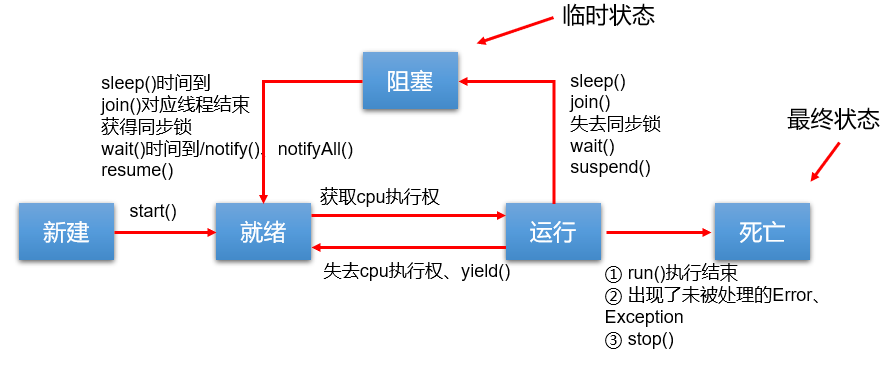 临时状态
阻塞
sleep()时间到
join()对应线程结束
获得同步锁
wait()时间到/notify()、notifyAll()
resume()
sleep()
join()
失去同步锁
wait()
suspend()
最终状态
新建
start()
就绪
获取cpu执行权
失去cpu执行权、yield()
运行
死亡
① run()执行结束
② 出现了未被处理的Error、
Exception
③ stop()